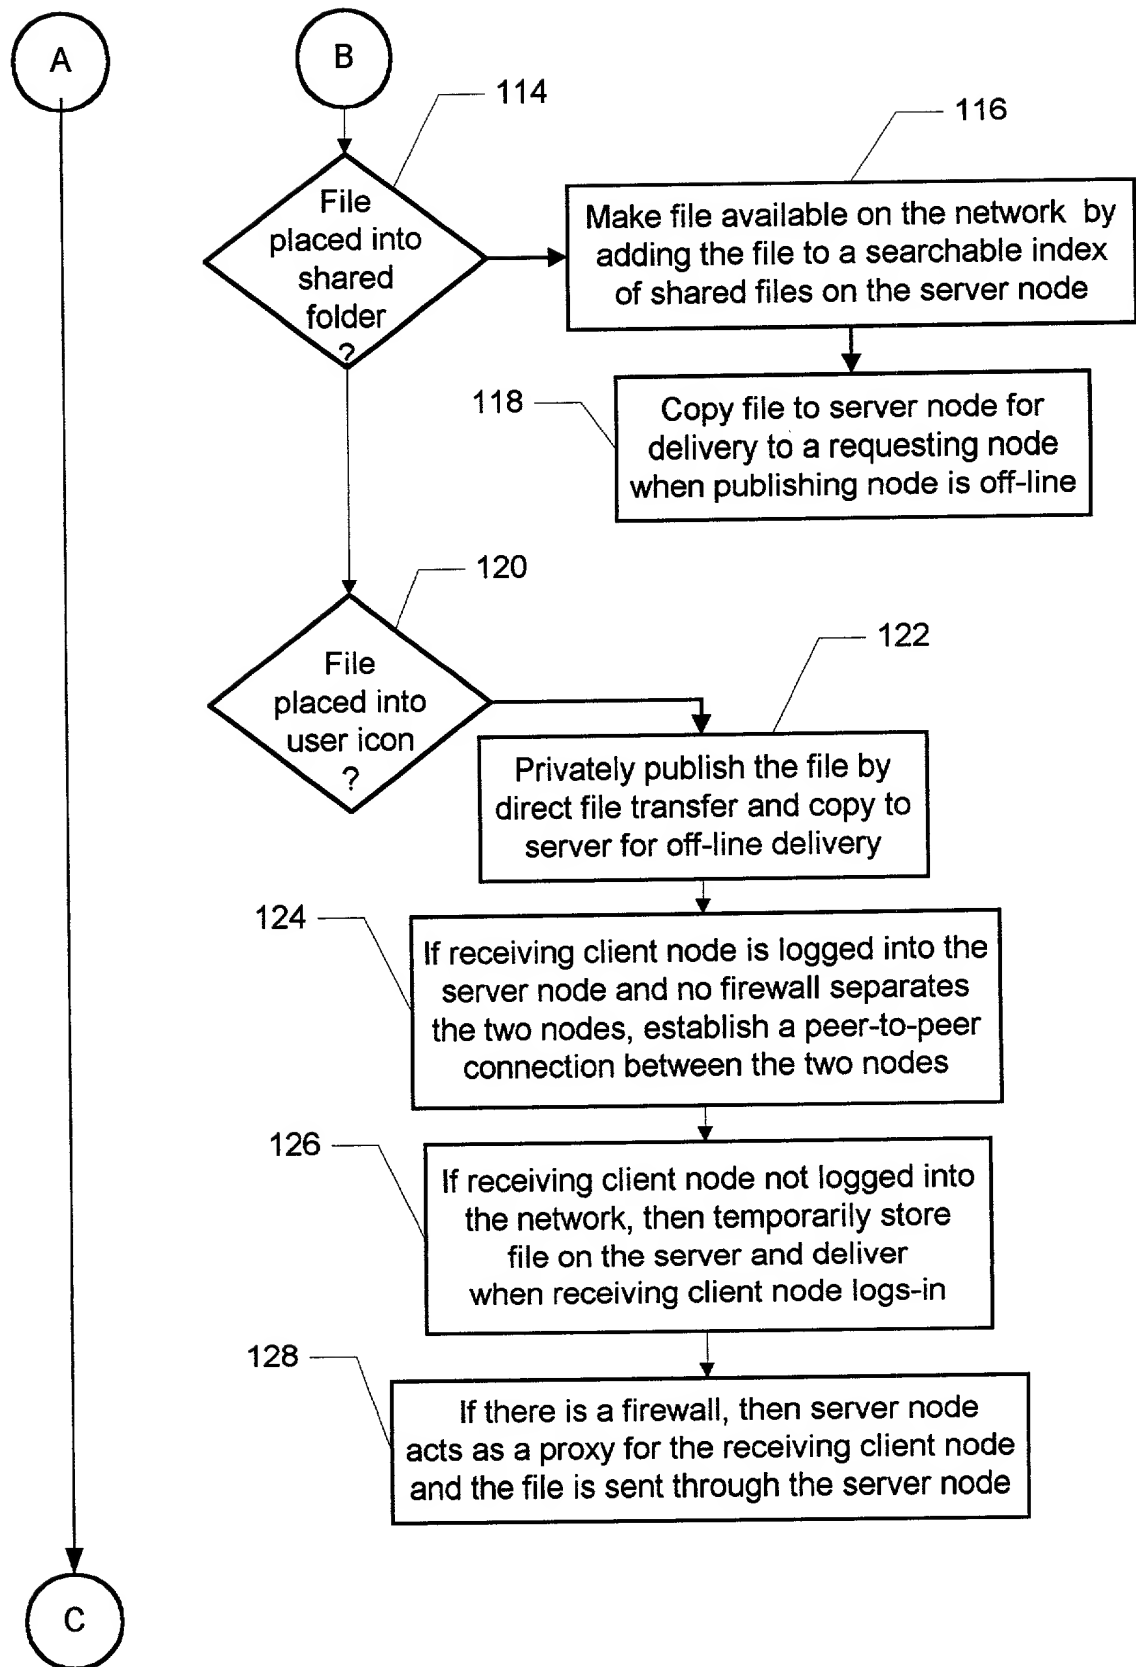 A
B
114
File
placed into
shared
folder
?
116
Make file available on the network by
adding the file to a searchable index
of shared files on the server node
118
Copy file to server node for
delivery to a requesting node
when publishing node is off-line
120
File
placed into
user icon
?
122
Privately publish the file by
direct file transfer and copy to
server for off-line delivery
124
If receiving client node is logged into the
server node and no firewall separates
the two nodes, establish a peer-to-peer
connection between the two nodes
126
If receiving client node not logged into
the network, then temporarily store
file on the server and deliver
when receiving client node logs-in
128
If there is a firewall, then server node
acts as a proxy for the receiving client node
and the file is sent through the server node
C